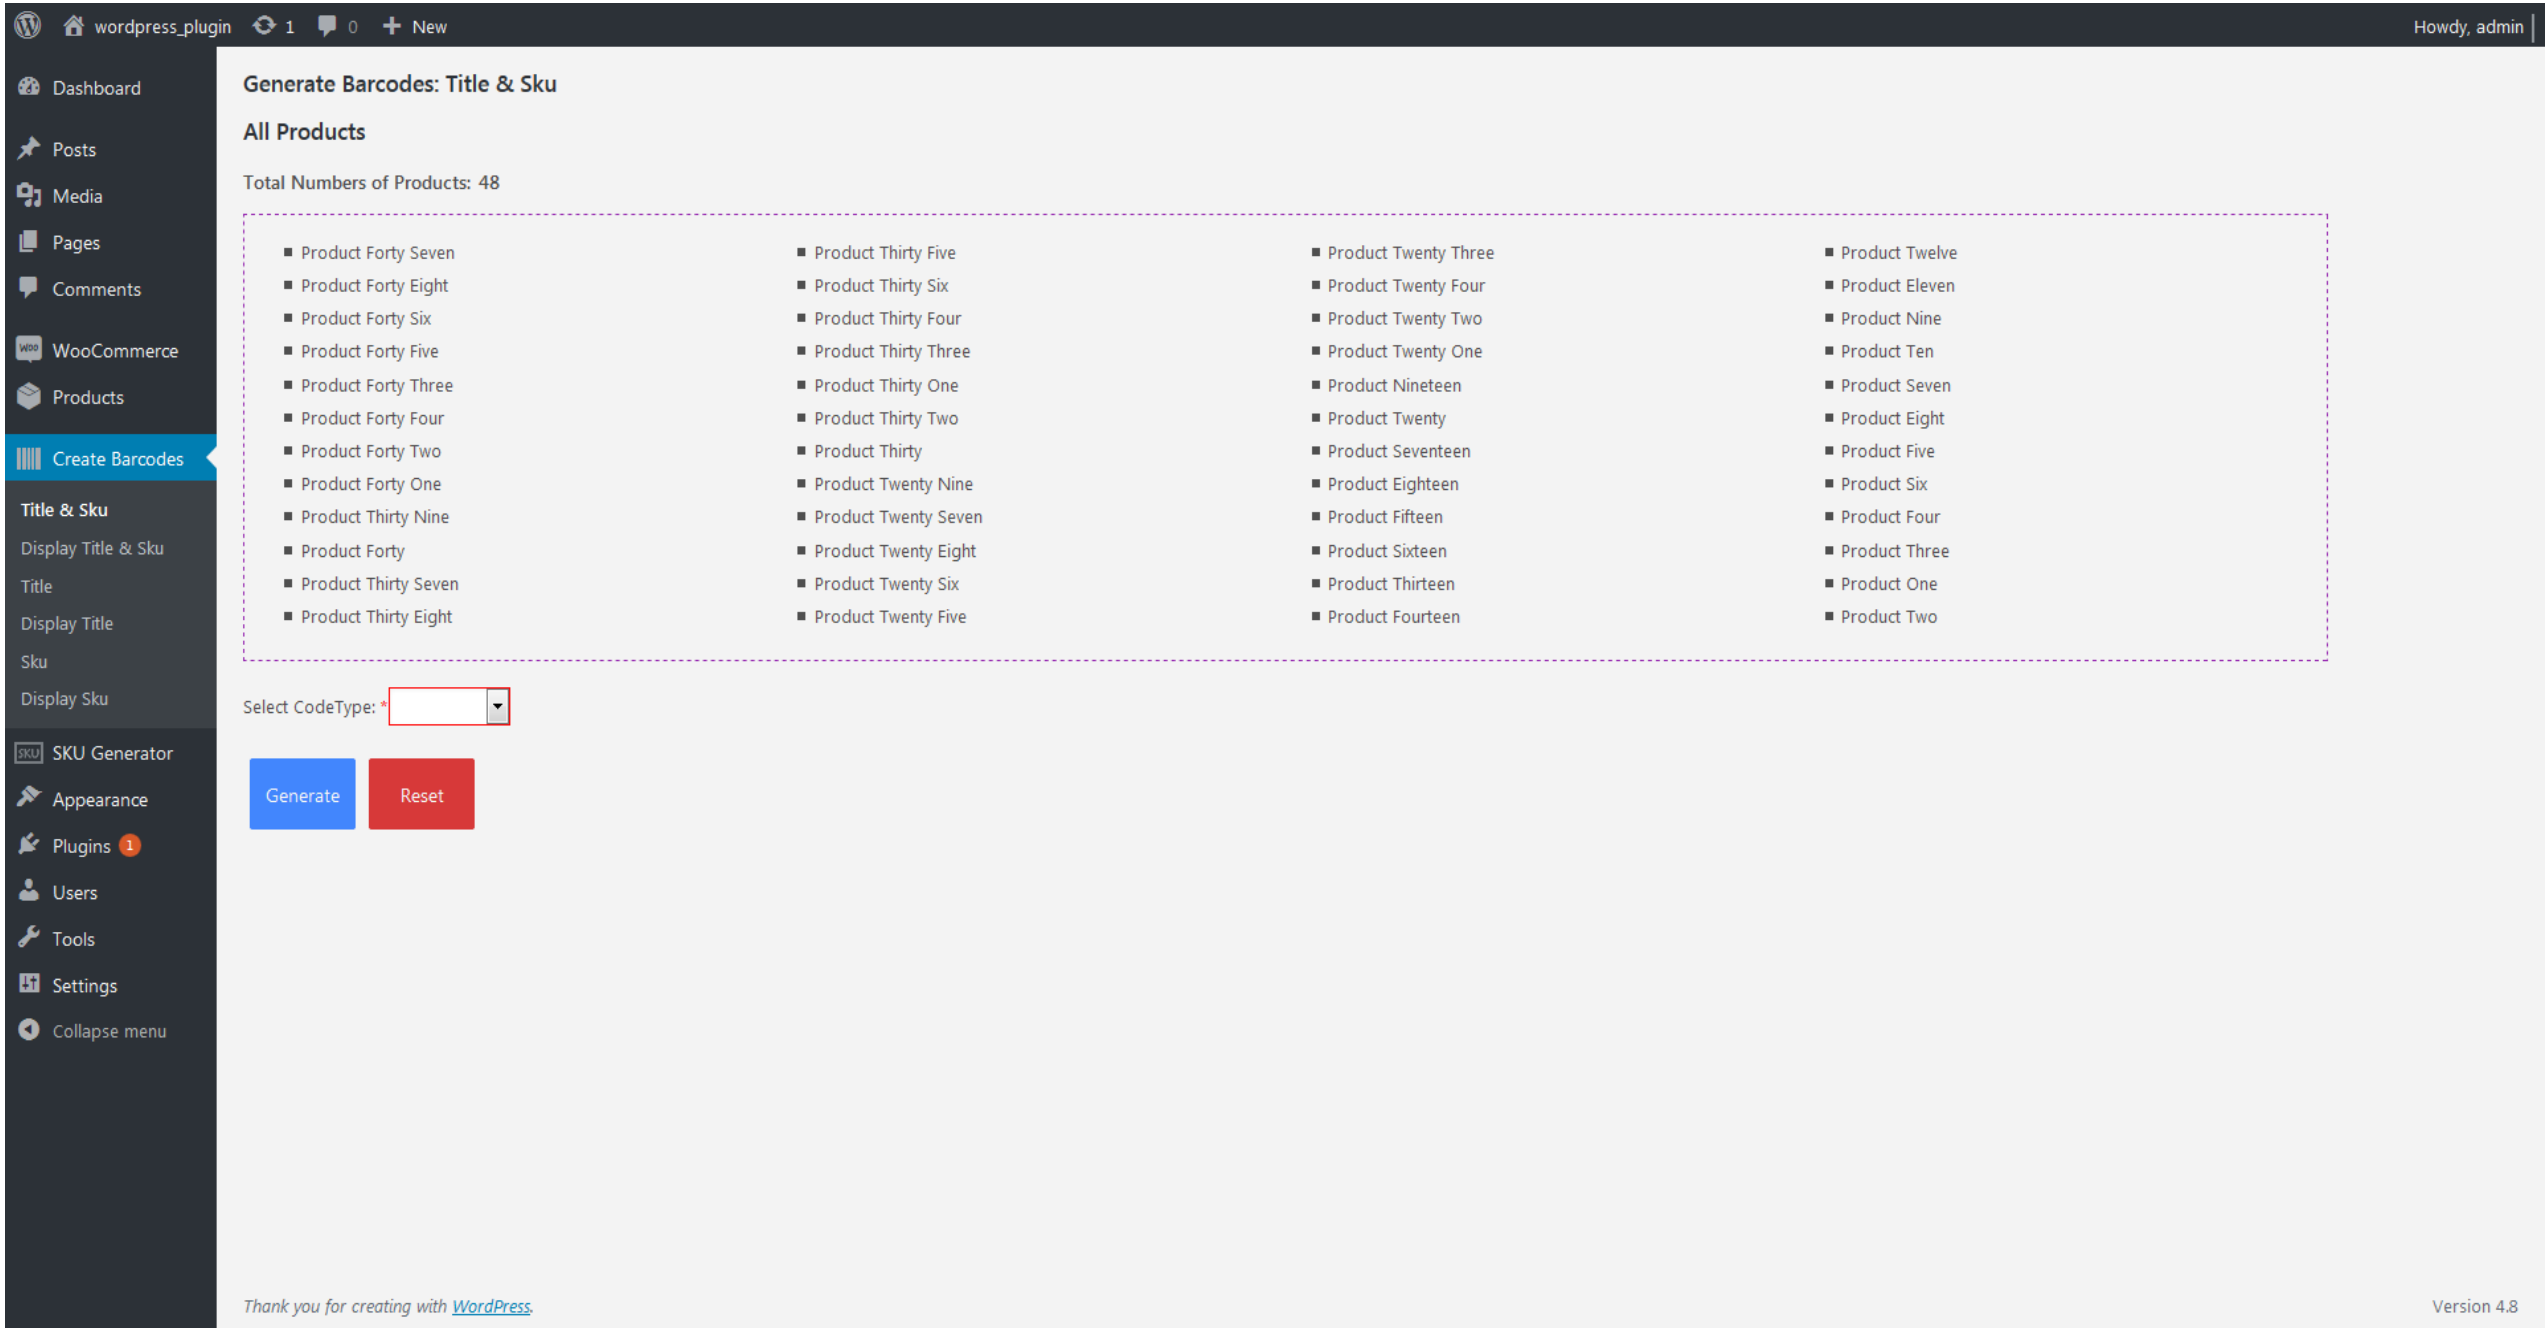 wordpress_plugin 1 0 New Howdy, admin
Dashboard
Posts
Media
Pages
Comments
WOO WooCommerce
Products
Create Barcodes
Title & Sku
Display Title & Sku
Title
Display Title
Sku
Display Sku
SKU SKU Generator
Appearance
Plugins 1
Users
Tools
Settings
Collapse menu
Generate Barcodes: Title & Sku
All Products
Total Numbers of Products: 48
Product Forty Seven
Product Forty Eight
Product Forty Six
Product Forty Five
Product Forty Three
Product Forty Four
Product Forty Two
Product Forty One
Product Thirty Nine
Product Forty
Product Thirty Seven
Product Thirty Eight
Product Thirty Five
Product Thirty Six
Product Thirty Four
Product Thirty Three
Product Thirty One
Product Thirty Two
Product Thirty
Product Twenty Nine
Product Twenty Seven
Product Twenty Eight
Product Twenty Six
Product Twenty Five
Product Twenty Three
Product Twenty Four
Product Twenty Two
Product Twenty One
Product Nineteen
Product Twenty
Product Seventeen
Product Eighteen
Product Fifteen
Product Sixteen
Product Thirteen
Product Fourteen
Product Twelve
Product Eleven
Product Nine
Product Ten
Product Seven
Product Eight
Product Five
Product Six
Product Four
Product Three
Product One
Product Two
Select CodeType: *
Generate
Reset
Thank you for creating with WordPress.
Version 4.8